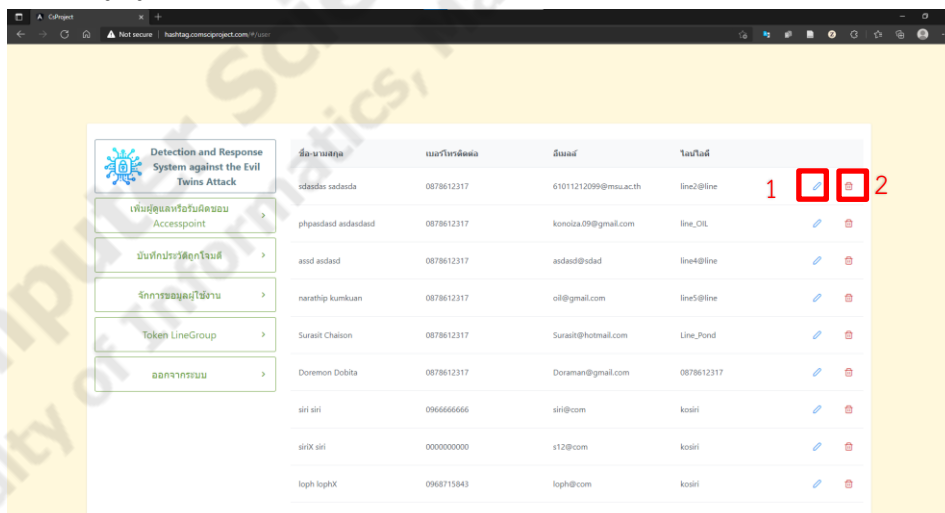 CsProject
Not secure hashtag.comsciproject.com/#/user
Detection and Response
System against the Evil
Twins Attack
เพิ่มผู้ดูแลหรือรับผิดชอบ
Accesspoint
บันทึกประวัติถูกโจมตี
จัดการข้อมูลผู้ใช้งาน
Token LineGroup
ออกจากระบบ
ชื่อ-นามสกุล เบอร์โทรติดต่อ อีเมลล์ ไลน์ไอดี
sdasdas sadasda 0878612317 61011212099@msu.ac.th line2@line 1 2
phpasdasd asdasdasd 0878612317 konoiza.09@gmail.com line_OIL
assd asdasd 0878612317 asdasd@sdad line4@line
narathip kumkuan 0878612317 oil@gmail.com line5@line
Surasit Chaison 0878612317 Surasit@hotmail.com Line_Pond
Doremon Dobita 0878612317 Doraman@gmail.com 0878612317
siri siri 0966666666 siri@com kosiri
siriX siri 0000000000 s12@com kosiri
loph lophX 0968715843 loph@com kosiri